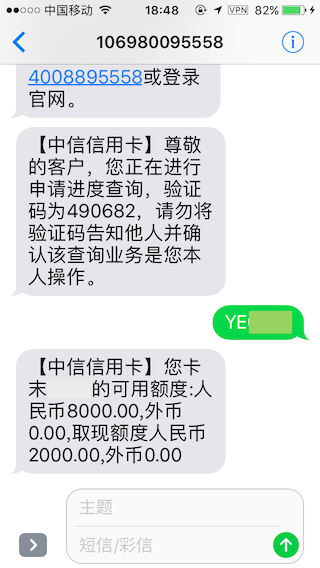 中国移动 18:48 VPN 82%
106980095558
4008895558或登录
官网。
【中信信用卡】尊敬
的客户，您正在进行
申请进度查询，验证
码为490682，请勿将
验证码告知他人并确
认该查询业务是您本
人操作。
YE
【中信信用卡】您卡
末 的可用额度:人
民币8000.00,外币
0.00,取现额度人民币
2000.00,外币0.00
主题
短信/彩信